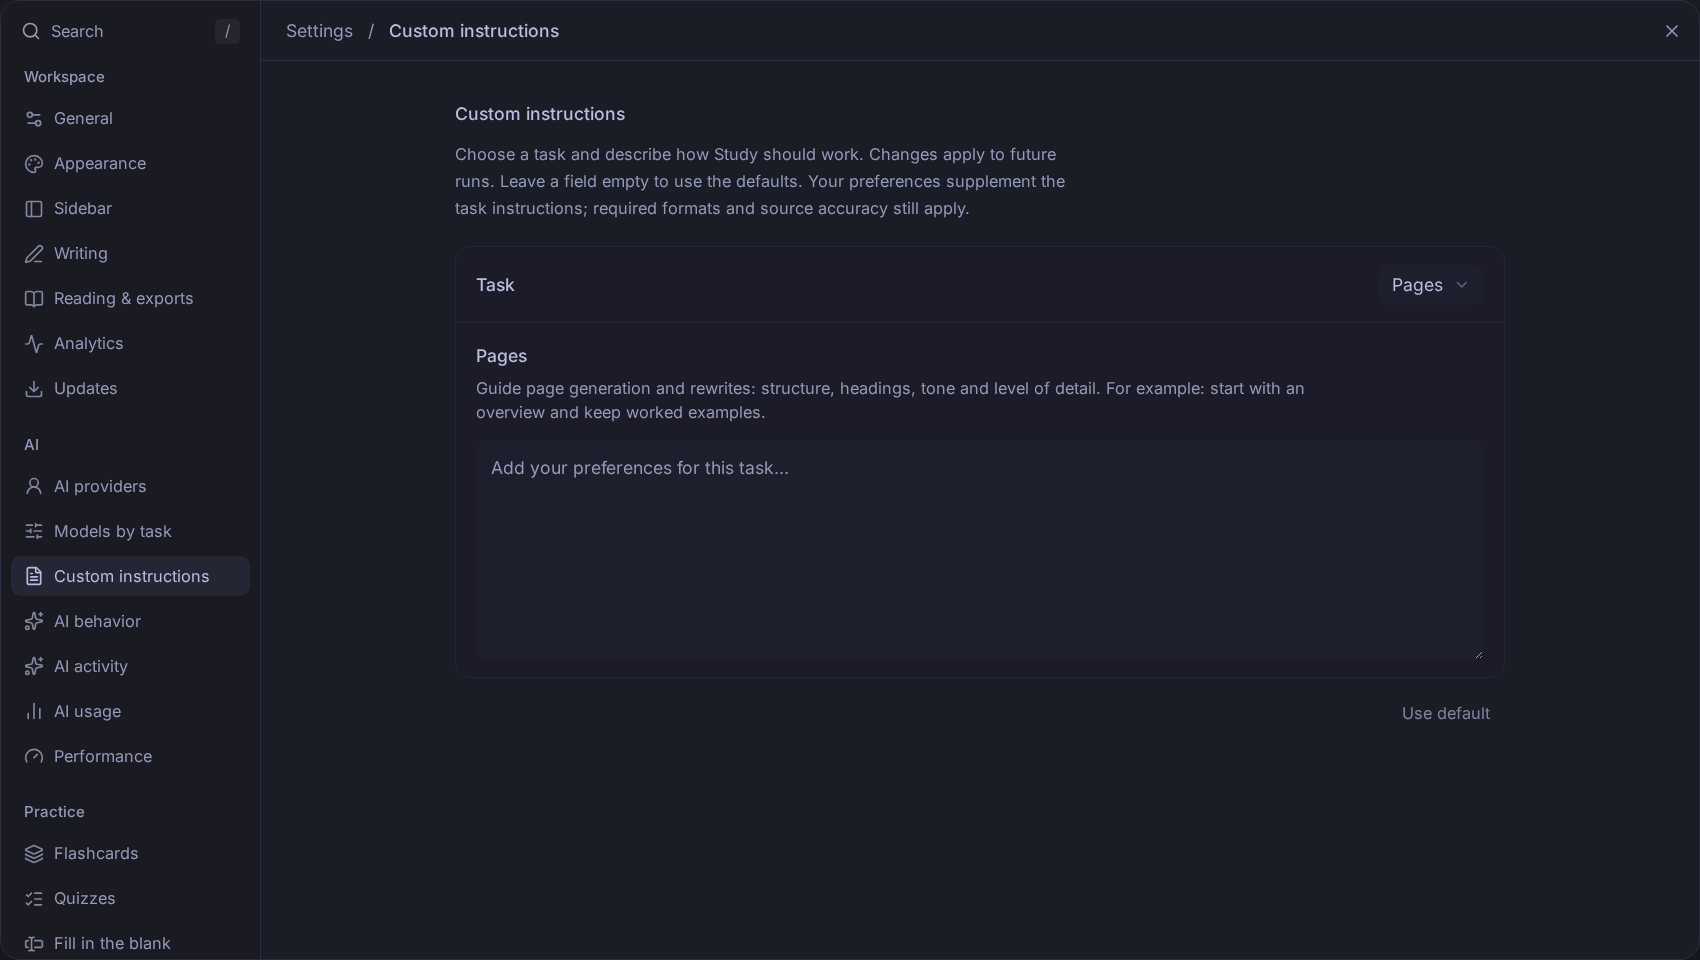 Search
/
Workspace
General
Appearance
Sidebar
Writing
Reading & exports
Analytics
Updates
AI
AI providers
Models by task
Custom instructions
AI behavior
AI activity
AI usage
Performance
Practice
Flashcards
Quizzes
Fill in the blank
Settings / Custom instructions
Custom instructions
Choose a task and describe how Study should work. Changes apply to future
runs. Leave a field empty to use the defaults. Your preferences supplement the
task instructions; required formats and source accuracy still apply.
Task
Pages
Pages
Guide page generation and rewrites: structure, headings, tone and level of detail. For example: start with an
overview and keep worked examples.
Add your preferences for this task...
Use default